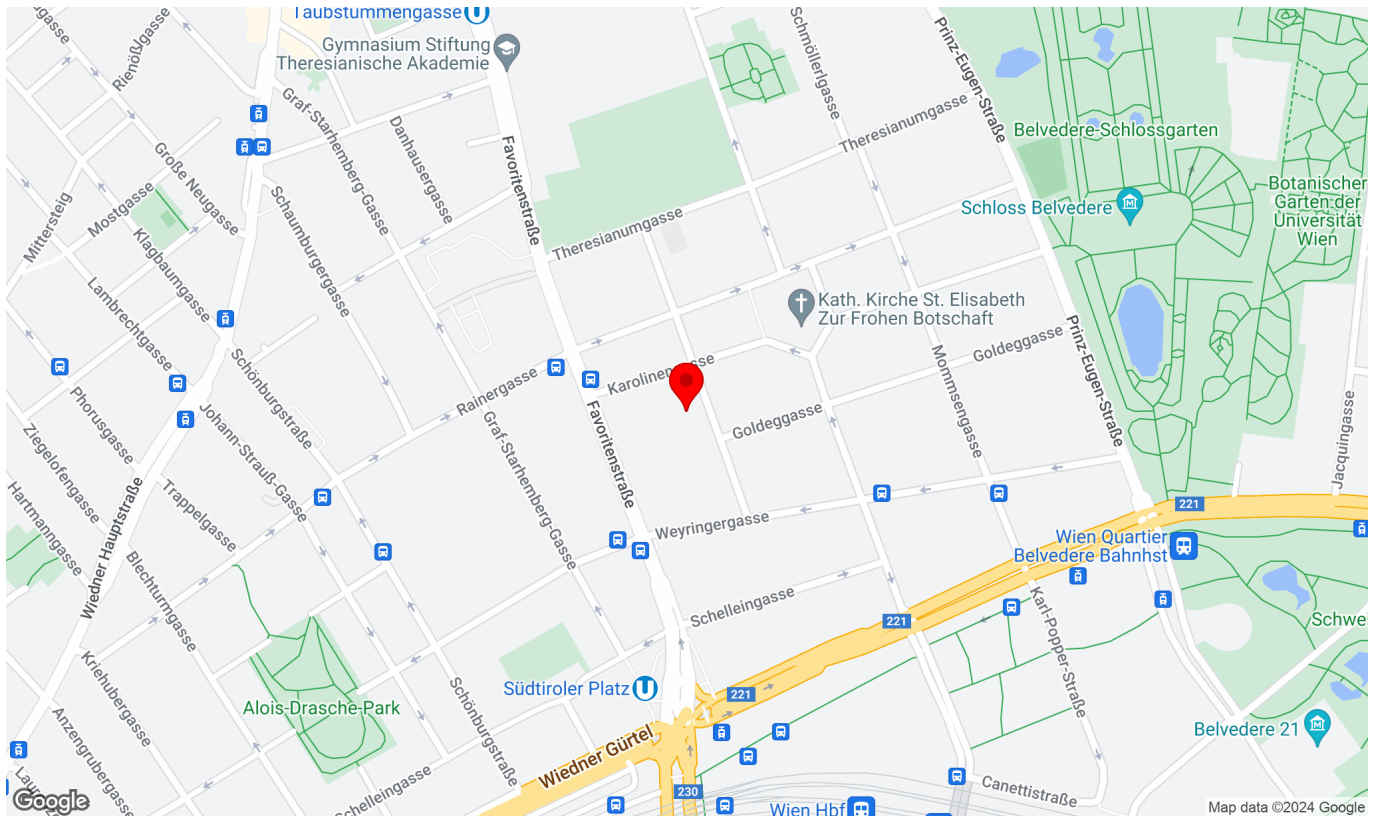 Taubstummengasse
Gymnasium Stiftung
Theresianische Akademie
Rienößlgasse
Graf-Starhemberg-Gasse
Danhausergasse
Favoritenstraße
Schmöllerlgasse
Prinz-Eugen-Straße
Theresianumgasse
Belvedere-Schlossgarten
Botanischer
Garten der
Universität
Wien
Schloss Belvedere
Große Neugasse
Mostgasse
Mittersteig
Klagbaumgasse
Schaumburgergasse
Theresianumgasse
Lambrechtgasse
Kath. Kirche St. Elisabeth
Zur Frohen Botschaft
Goldeggasse
Prinz-Eugen-Straße
Mommsengasse
Schönburgstraße
Rainergasse
Phorusgasse
Johann-Strauß-Gasse
Favoritenstraße
Graf-Starhemberg-Gasse
Goldeggasse
Jacquingasse
Ziegelofengasse
Hartmanngasse
Wiedner Hauptstraße
Trappelgasse
Weyringergasse
221
Wien Quartier
Belvedere Bahnhst
Blechturmgasse
Schelleingasse
221
Karl-Popper-Straße
Kriehubergasse
Alois-Drasche-Park
Südtiroler Platz
221
Schönburgstraße
Belvedere 21
Anzengrubergasse
Wiedner Gürtel
Schelleingasse
230
Wien Hbf
Canettistraße
Google
Map data ©2024 Google